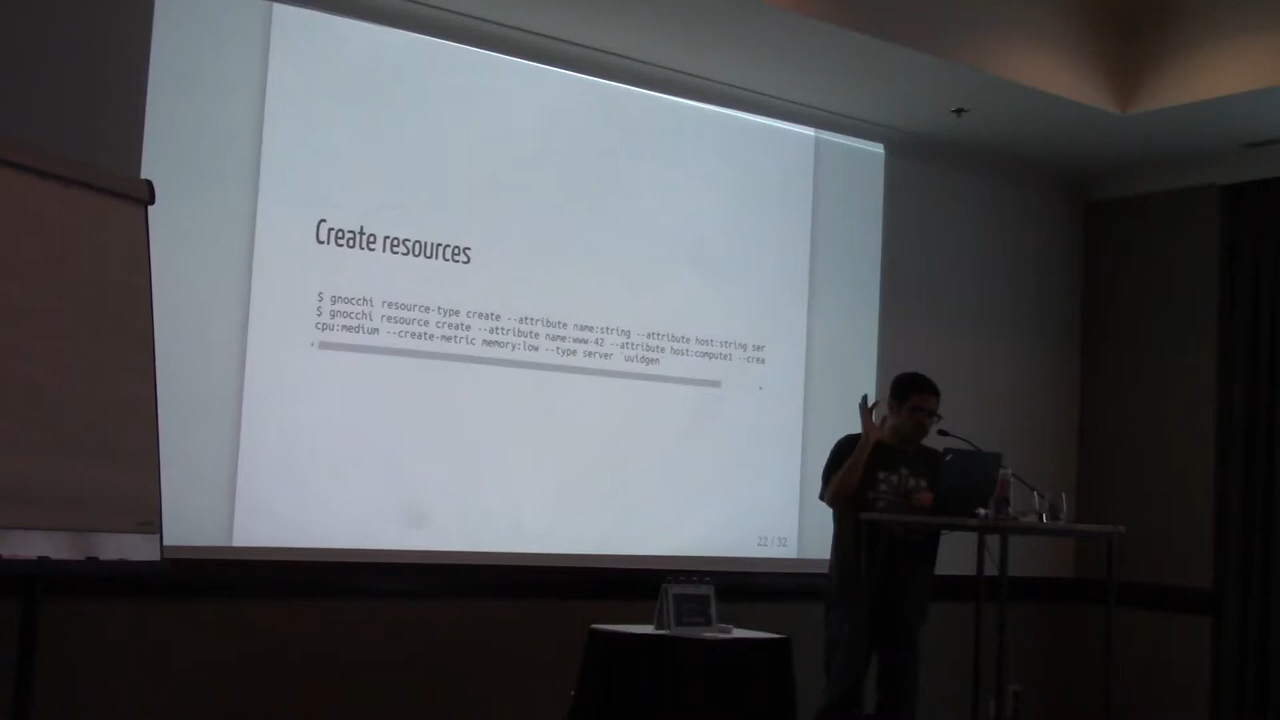 Create resources
$ gnocchi resource-type create --attribute name:string --attribute host:string ser
$ gnocchi resource create --attribute name:www-42 --attribute host:compute1 --crea
cpu:medium --create-metric memory:low --type server `uuidgen`
22 / 32